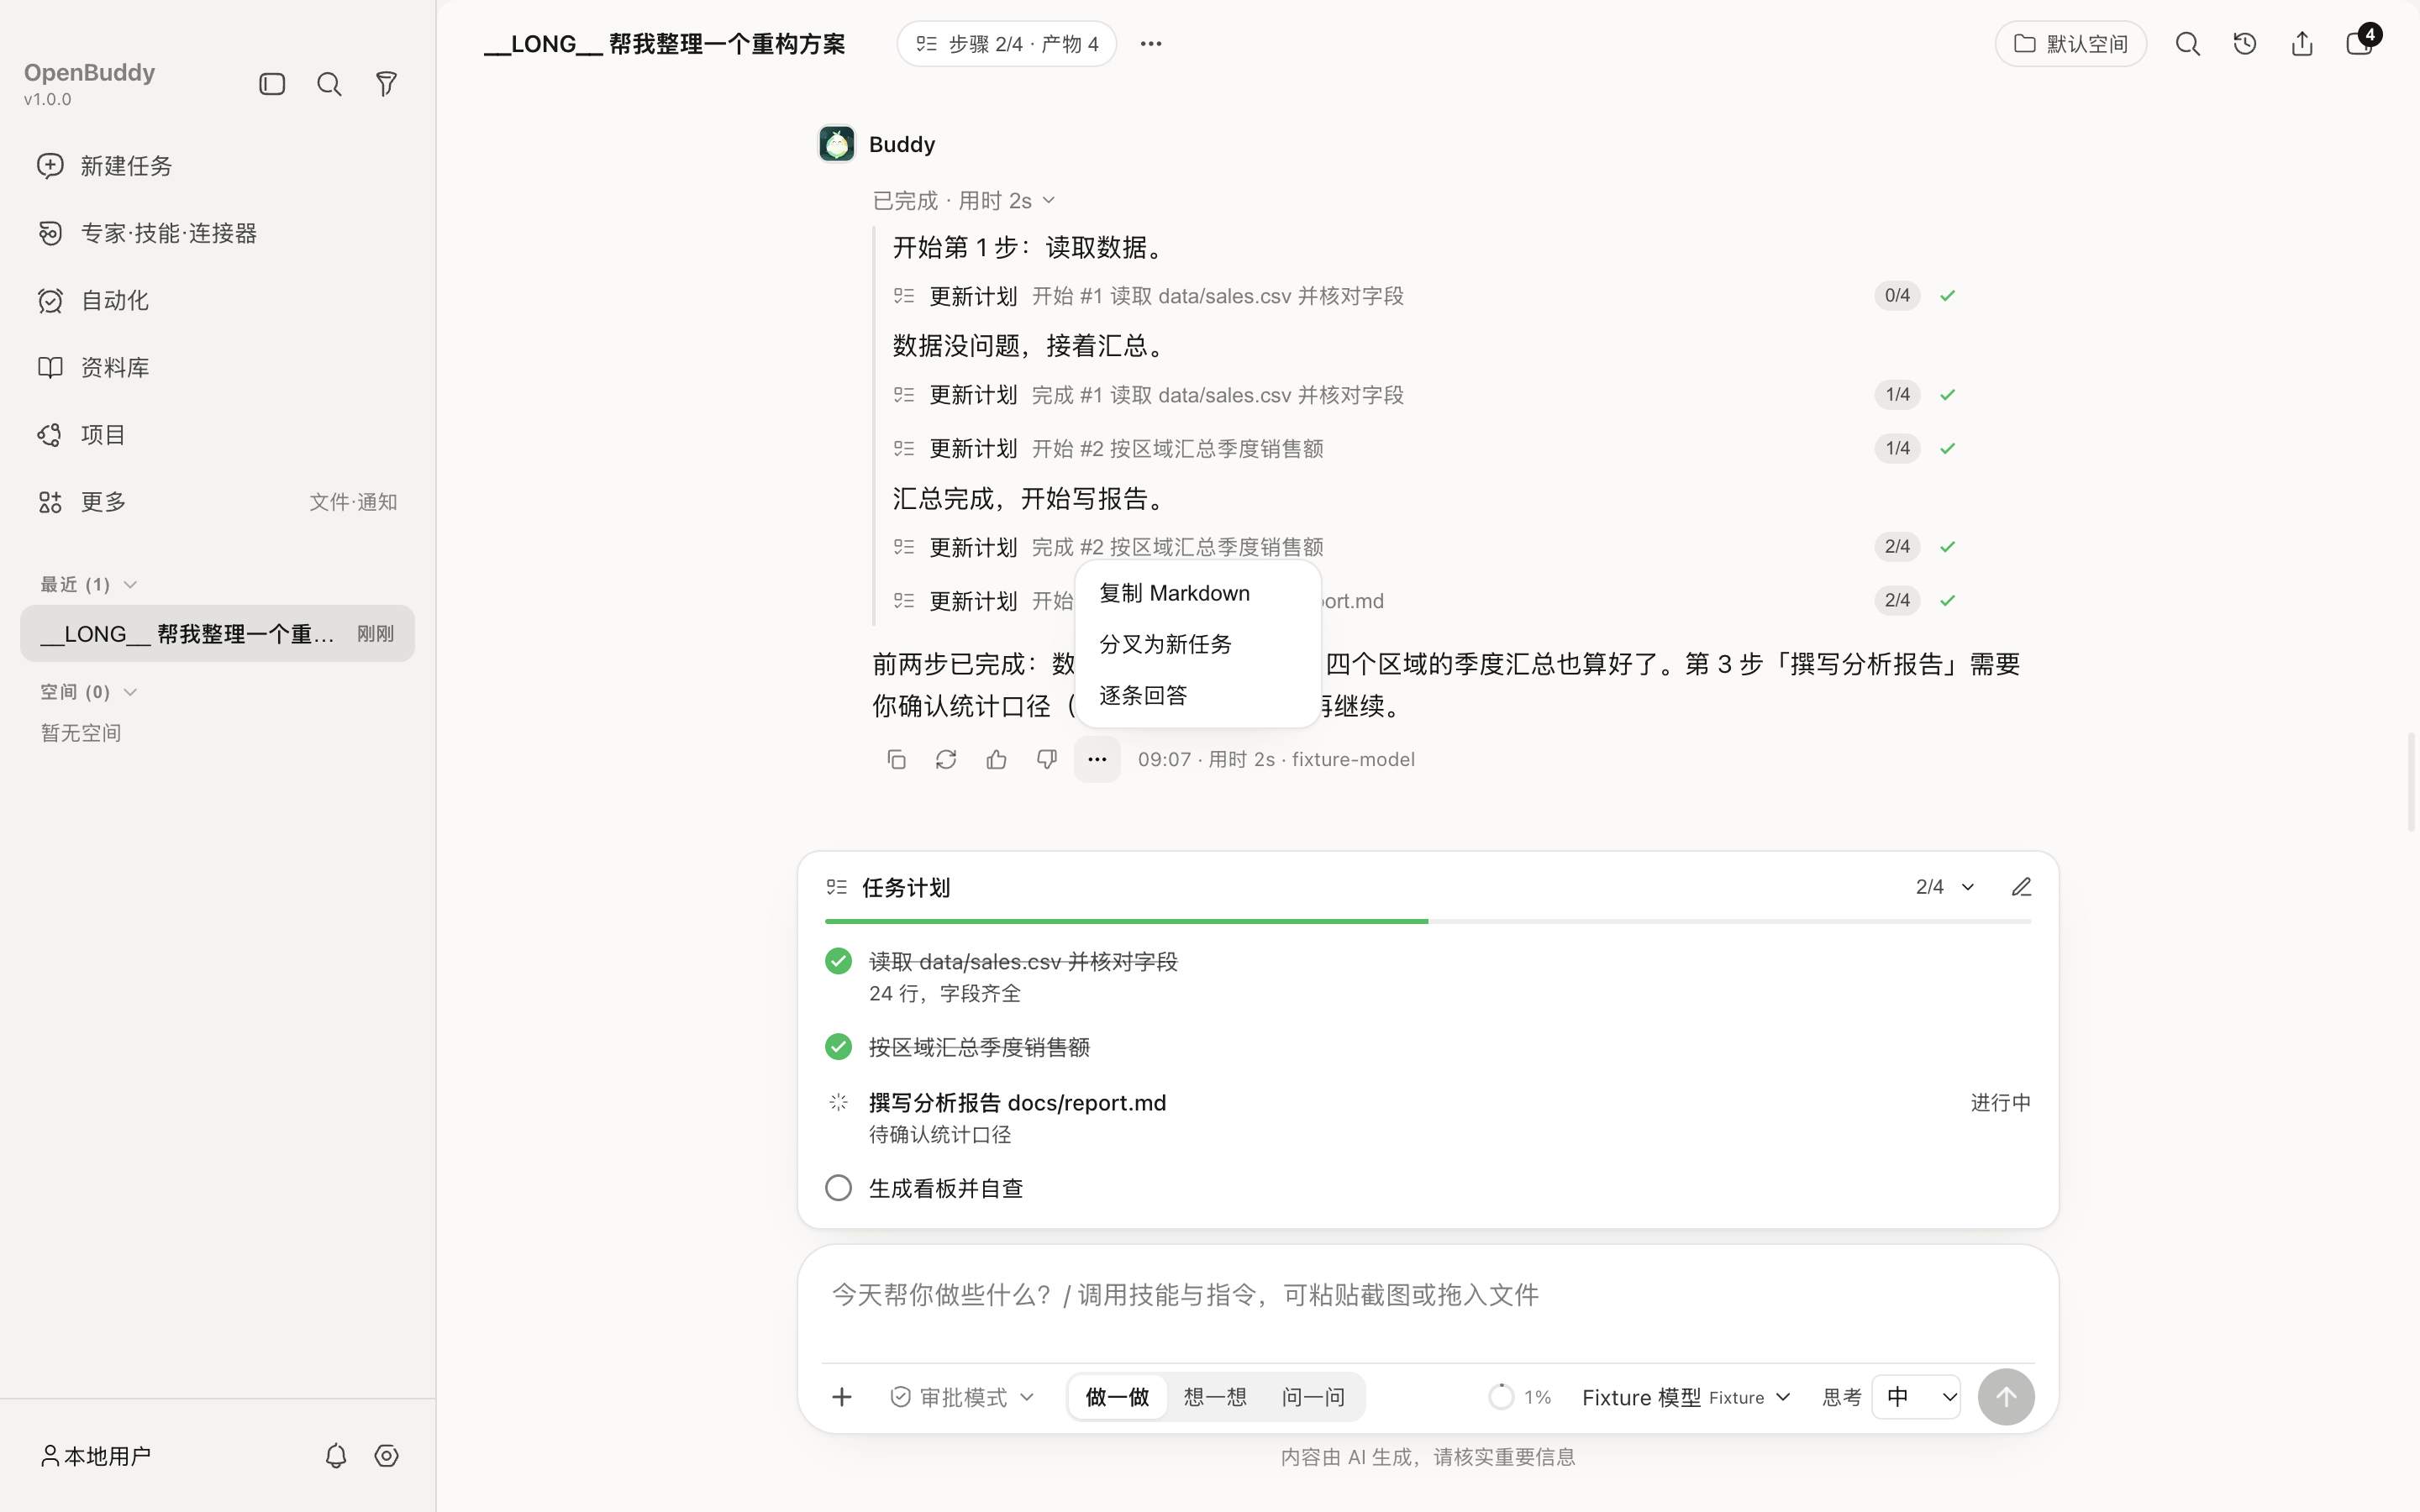 OpenBuddy
v1.0.0
新建任务
专家·技能·连接器
自动化
资料库
项目
更多 文件·通知
最近 (1)
__LONG__ 帮我整理一个重… 刚刚
空间 (0)
暂无空间
本地用户
__LONG__ 帮我整理一个重构方案 步骤 2/4 · 产物 4 默认空间 4
Buddy
已完成 · 用时 2s
开始第 1 步：读取数据。
更新计划 开始 #1 读取 data/sales.csv 并核对字段 0/4
数据没问题，接着汇总。
更新计划 完成 #1 读取 data/sales.csv 并核对字段 1/4
更新计划 开始 #2 按区域汇总季度销售额 1/4
汇总完成，开始写报告。
更新计划 完成 #2 按区域汇总季度销售额 2/4
更新计划 开始 ort.md 2/4
复制 Markdown
分叉为新任务
逐条回答
前两步已完成：数 四个区域的季度汇总也算好了。第 3 步「撰写分析报告」需要
你确认统计口径（ 再继续。
09:07 · 用时 2s · fixture-model
任务计划 2/4
读取 data/sales.csv 并核对字段
24 行，字段齐全
按区域汇总季度销售额
撰写分析报告 docs/report.md 进行中
待确认统计口径
生成看板并自查
今天帮你做些什么？/ 调用技能与指令，可粘贴截图或拖入文件
审批模式 做一做 想一想 问一问 1% Fixture 模型 Fixture 思考 中
内容由 AI 生成，请核实重要信息